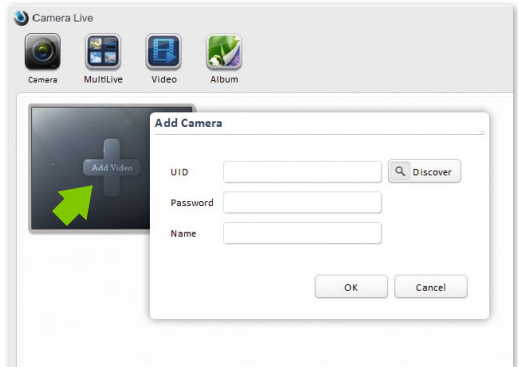 Camera Live
Camera MultiLive Video Album
Add Video
Add Camera
UID Discover
Password
Name
OK Cancel